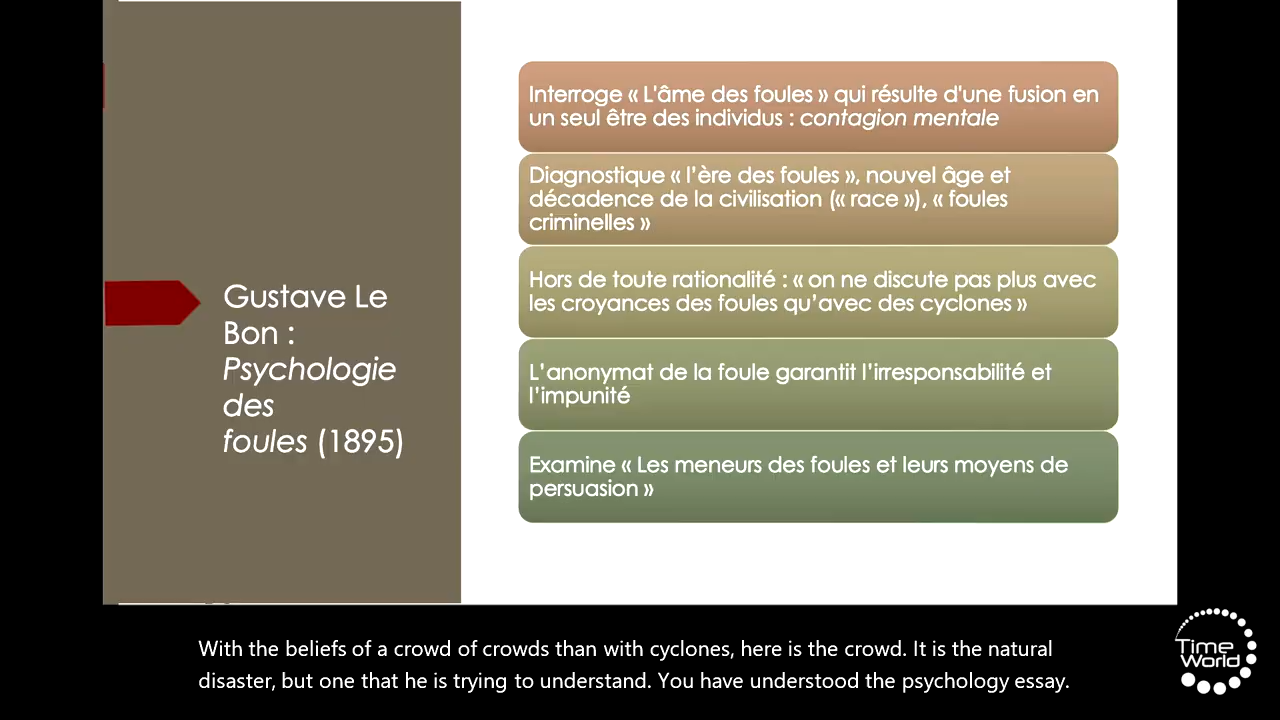 Gustave Le
Bon :
Psychologie
des
foules (1895)
Interroge « L'âme des foules » qui résulte d'une fusion en
un seul être des individus : contagion mentale
Diagnostique « l’ère des foules », nouvel âge et
décadence de la civilisation (« race »), « foules
criminelles »
Hors de toute rationalité : « on ne discute pas plus avec
les croyances des foules qu’avec des cyclones »
L’anonymat de la foule garantit l’irresponsabilité et
l’impunité
Examine « Les meneurs des foules et leurs moyens de
persuasion »
With the beliefs of a crowd of crowds than with cyclones, here is the crowd. It is the natural
disaster, but one that he is trying to understand. You have understood the psychology essay.
Time
World